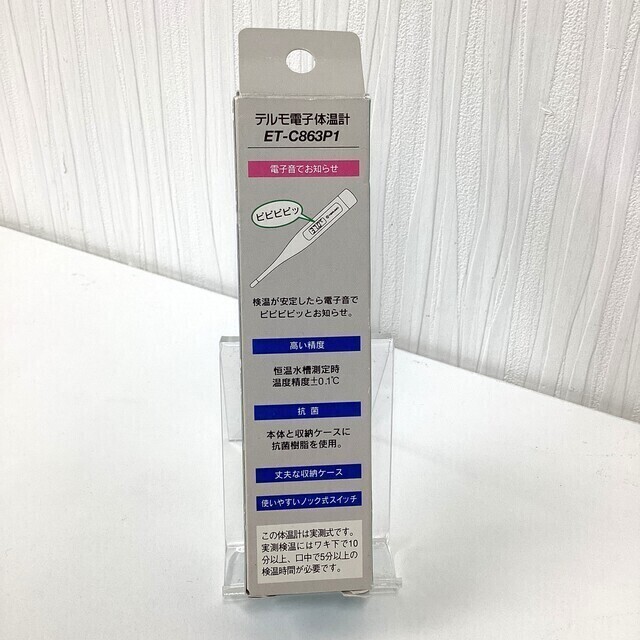 テルモ電子体温計
ET-C863P1
電子音でお知らせ
ピピピピッ
検温が安定したら電子音で
ピピピピッとお知らせ。
高い精度
恒温水槽測定時
温度精度±0.1℃
抗菌
本体と収納ケースに
抗菌樹脂を使用。
丈夫な収納ケース
使いやすいノック式スイッチ
この体温計は実測式です。
実測検温にはワキ下で10
分以上、口中で5分以上の
検温時間が必要です。